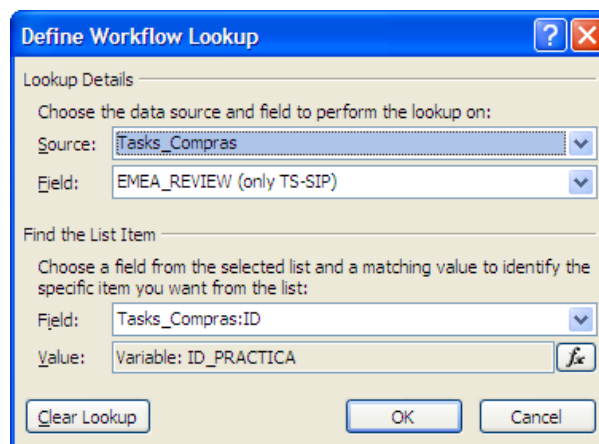 Define Workflow Lookup
Lookup Details
Choose the data source and field to perform the lookup on:
Source: Tasks_Compras
Field: EMEA_REVIEW (only TS-SIP)
Find the List Item
Choose a field from the selected list and a matching value to identify the
specific item you want from the list:
Field: Tasks_Compras:ID
Value: Variable: ID_PRACTICA fx
Clear Lookup OK Cancel